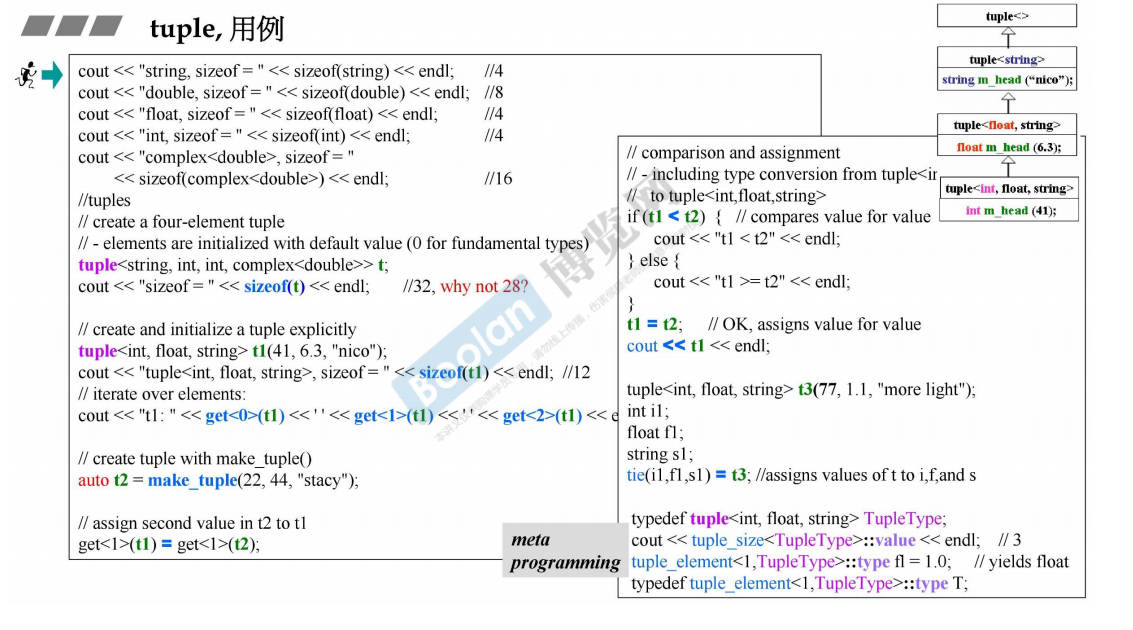 tuple, 用例
cout << "string, sizeof = " << sizeof(string) << endl; //4
cout << "double, sizeof = " << sizeof(double) << endl; //8
cout << "float, sizeof = " << sizeof(float) << endl; //4
cout << "int, sizeof = " << sizeof(int) << endl; //4
cout << "complex<double>, sizeof = "
<< sizeof(complex<double>) << endl; //16
//tuples
// create a four-element tuple
// - elements are initialized with default value (0 for fundamental types)
tuple<string, int, int, complex<double>> t;
cout << "sizeof = " << sizeof(t) << endl; //32, why not 28?
// create and initialize a tuple explicitly
tuple<int, float, string> t1(41, 6.3, "nico");
cout << "tuple<int, float, string>, sizeof = " << sizeof(t1) << endl; //12
// iterate over elements:
cout << "t1: " << get<0>(t1) << ' ' << get<1>(t1) << ' ' << get<2>(t1) << e
// create tuple with make_tuple()
auto t2 = make_tuple(22, 44, "stacy");
// assign second value in t2 to t1
get<1>(t1) = get<1>(t2);
// comparison and assignment
// - including type conversion from tuple<in
// to tuple<int,float,string>
if (t1 < t2) { // compares value for value
cout << "t1 < t2" << endl;
} else {
cout << "t1 >= t2" << endl;
}
t1 = t2; // OK, assigns value for value
cout << t1 << endl;
tuple<int, float, string> t3(77, 1.1, "more light");
int i1;
float f1;
string s1;
tie(i1,f1,s1) = t3; //assigns values of t to i,f,and s
meta
programming
typedef tuple<int, float, string> TupleType;
cout << tuple_size<TupleType>::value << endl; // 3
tuple_element<1,TupleType>::type fl = 1.0; // yields float
typedef tuple_element<1,TupleType>::type T;
tuple<>
tuple<string>
string m_head (“nico”);
tuple<float, string>
float m_head (6.3);
tuple<int, float, string>
int m_head (41);
Boolan 博览网